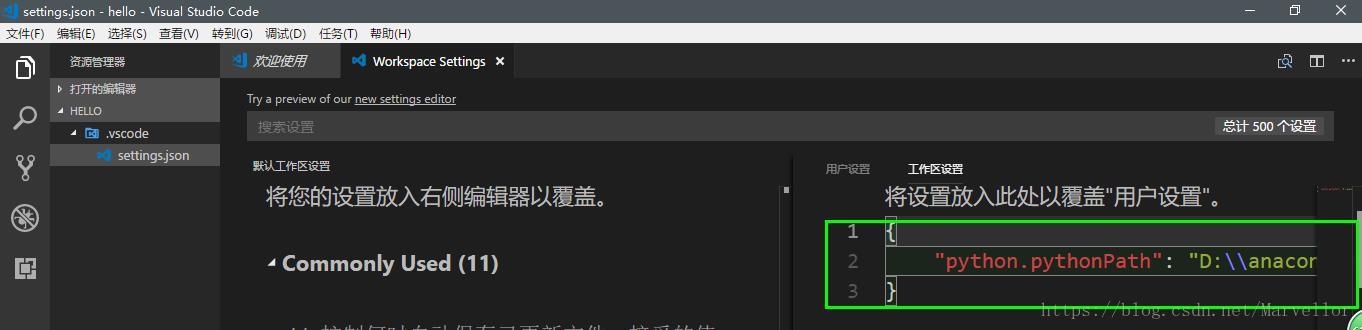 settings.json - hello - Visual Studio Code
文件(F) 编辑(E) 选择(S) 查看(V) 转到(G) 调试(D) 任务(T) 帮助(H)
资源管理器
欢迎使用 Workspace Settings
打开的编辑器
HELLO
.vscode
settings.json
Try a preview of our new settings editor
搜索设置 总计 500 个设置
默认工作区设置
将您的设置放入右侧编辑器以覆盖。
Commonly Used (11)
用户设置 工作区设置
将设置放入此处以覆盖"用户设置"。
1 {
2 "python.pythonPath": "D:\\anacon
3 }
https://blog.csdn.net/Marvellor